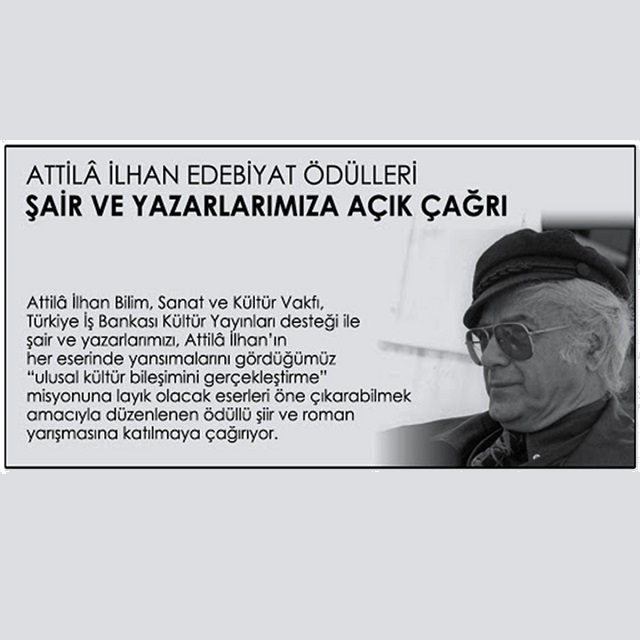 ATTİLÂ İLHAN EDEBİYAT ÖDÜLLERİ
ŞAİR VE YAZARLARIMIZA AÇIK ÇAĞRI
Attilâ İlhan Bilim, Sanat ve Kültür Vakfı,
Türkiye İş Bankası Kültür Yayınları desteği ile
şair ve yazarlarımızı, Attilâ İlhan’ın
her eserinde yansımalarını gördüğümüz
“ulusal kültür bileşimini gerçekleştirme”
misyonuna layık olacak eserleri öne çıkarabilmek
amacıyla düzenlenen ödüllü şiir ve roman
yarışmasına katılmaya çağırıyor.